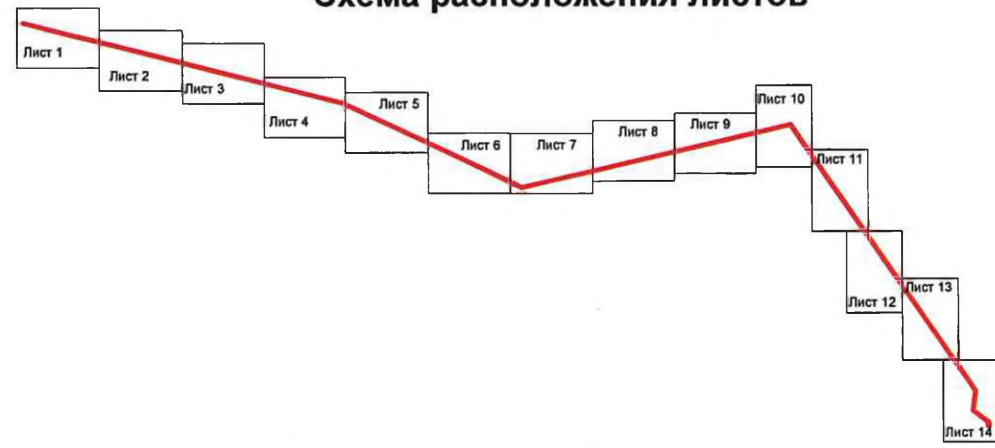 Схема расположения листов
Лист 1
Лист 2
Лист 3
Лист 4
Лист 5
Лист 6
Лист 7
Лист 8
Лист 9
Лист 10
Лист 11
Лист 12
Лист 13
Лист 14